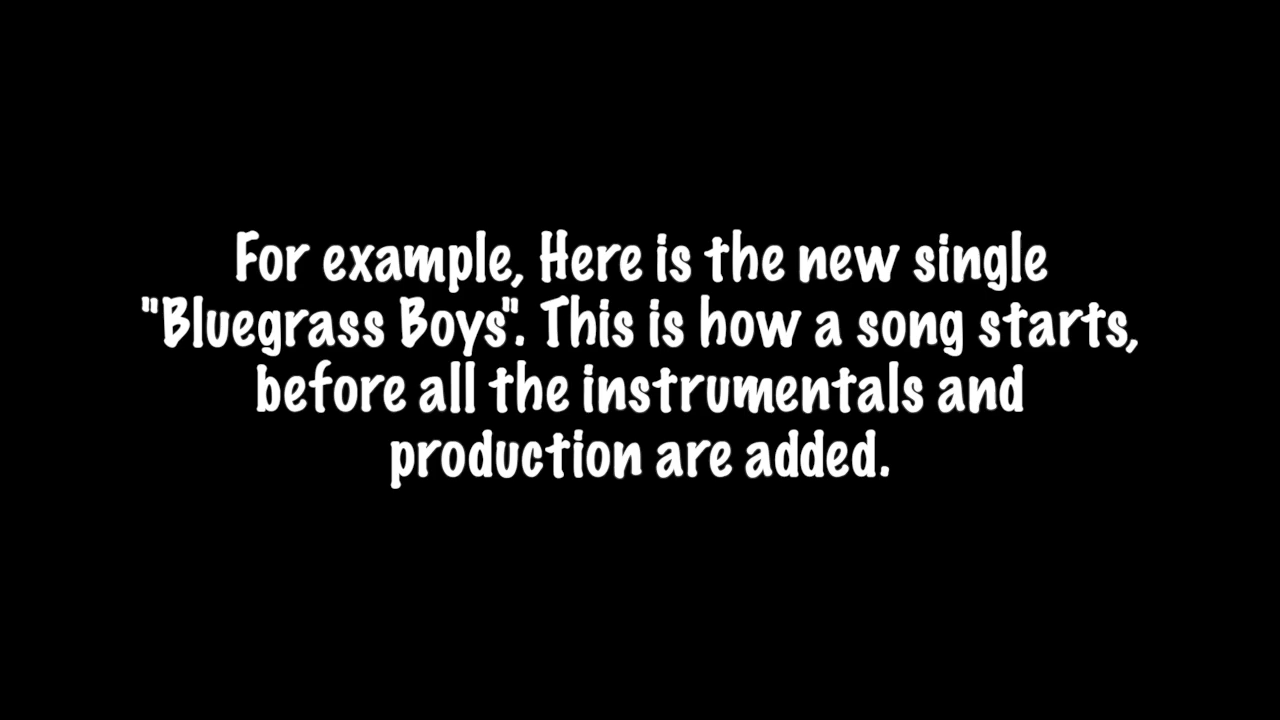 For example, Here is the new single
"Bluegrass Boys". This is how a song starts,
before all the instrumentals and
production are added.